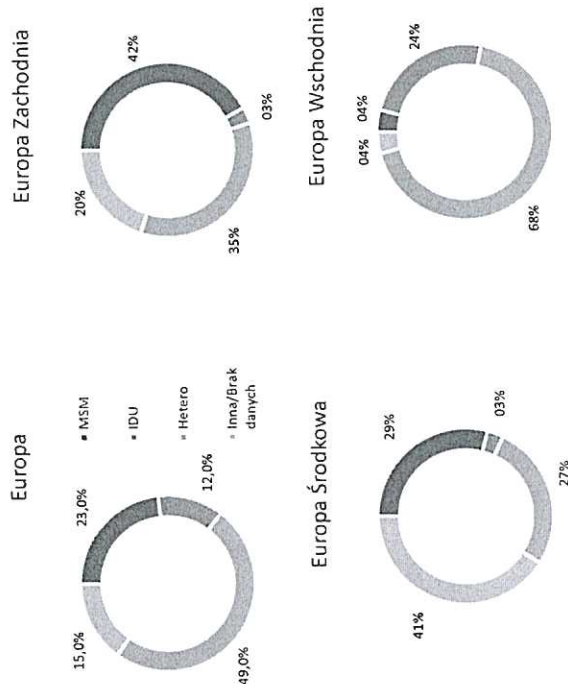 Europa
23,0%
12,0%
49,0%
15,0%
MSM
IDU
Hetero
Inna/Brak
danych
Europa Zachodnia
42%
03%
35%
20%
Europa Środkowa
29%
03%
27%
41%
Europa Wschodnia
04%
24%
68%
04%